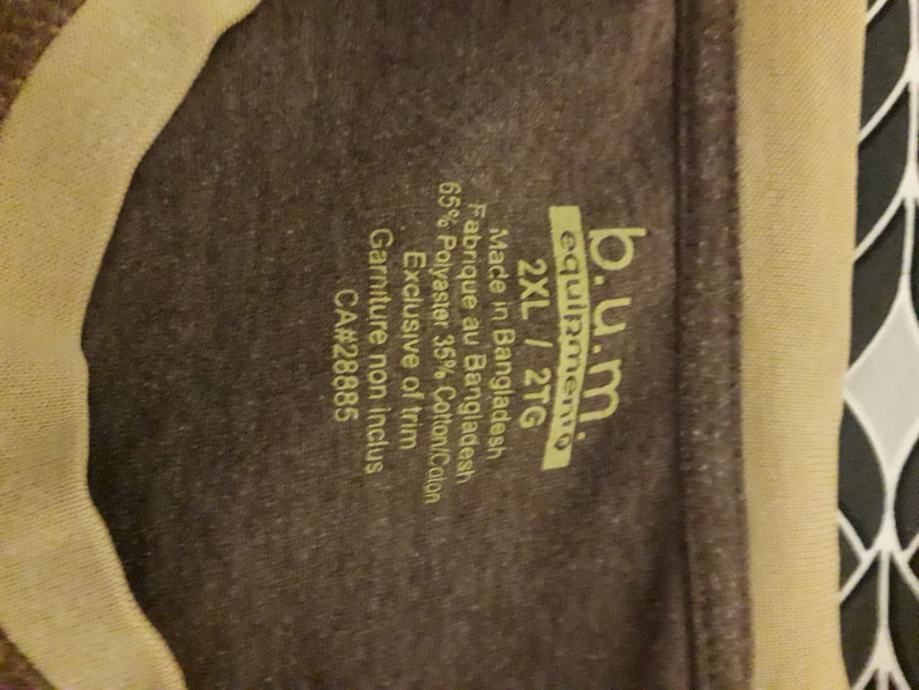 b.u.m.
equipment®
2XL / 2TG
Made in Bangladesh
Fabrique au Bangladesh
65% Polyester 35% Cotton/Coton
Exclusive of trim
Garniture non inclus
CA#28885